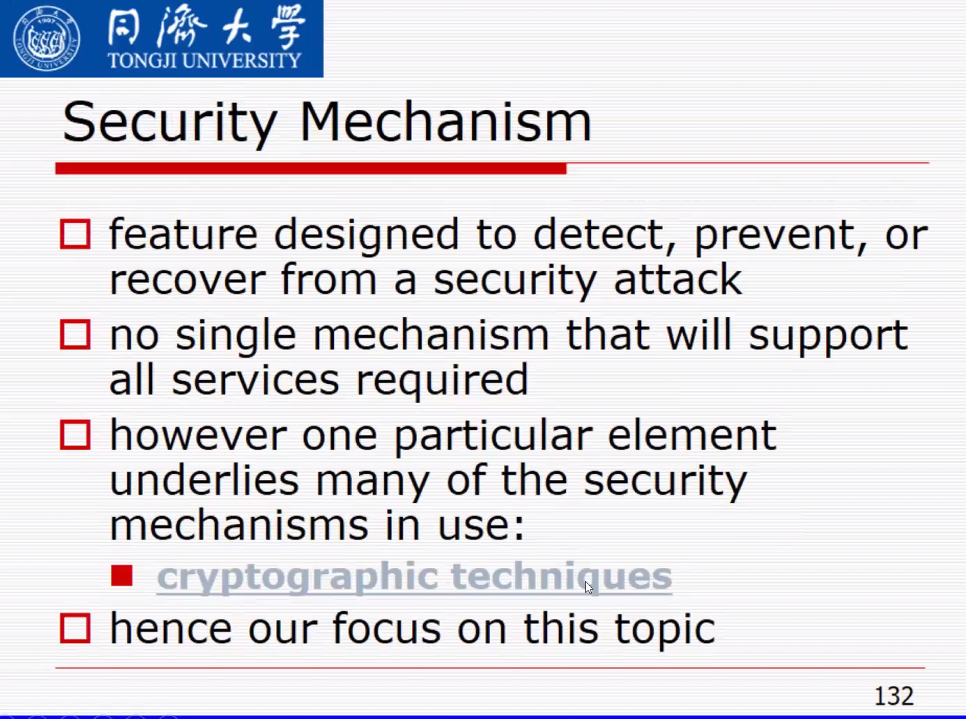 同濟大學
TONGJI UNIVERSITY
Security Mechanism
feature designed to detect, prevent, or
recover from a security attack
no single mechanism that will support
all services required
however one particular element
underlies many of the security
mechanisms in use:
cryptographic techniques
hence our focus on this topic
132